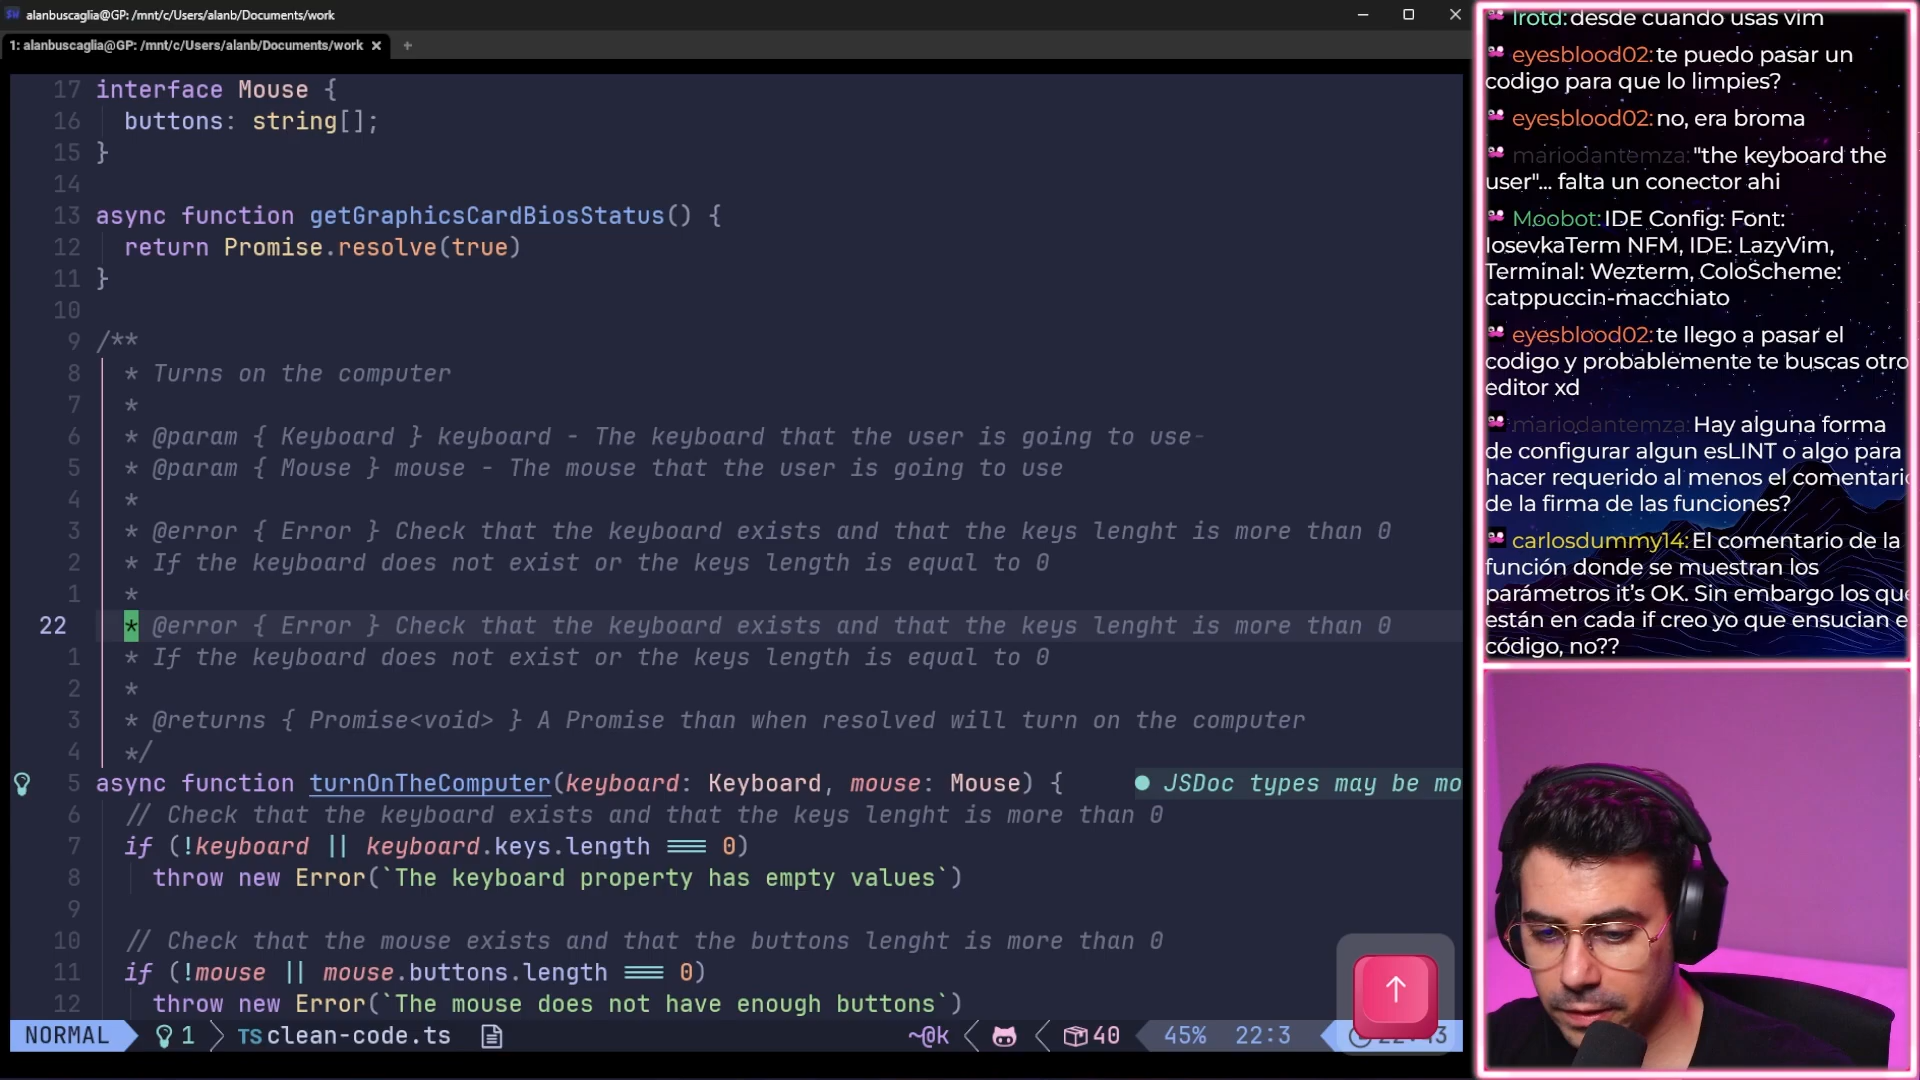 alanbuscaglia@GP: /mnt/c/Users/alanb/Documents/work
1: alanbuscaglia@GP: /mnt/c/Users/alanb/Documents/work × +
17 interface Mouse {
16 buttons: string[];
15 }
14
13 async function getGraphicsCardBiosStatus() {
12 return Promise.resolve(true)
11 }
10
9 /**
8 * Turns on the computer
7 *
6 * @param { Keyboard } keyboard - The keyboard that the user is going to use-
5 * @param { Mouse } mouse - The mouse that the user is going to use
4 *
3 * @error { Error } Check that the keyboard exists and that the keys lenght is more than 0
2 * If the keyboard does not exist or the keys length is equal to 0
1 *
22 * @error { Error } Check that the keyboard exists and that the keys lenght is more than 0
1 * If the keyboard does not exist or the keys length is equal to 0
2 *
3 * @returns { Promise<void> } A Promise than when resolved will turn on the computer
4 */
5 async function turnOnTheComputer(keyboard: Keyboard, mouse: Mouse) { ● JSDoc types may be mo
6 // Check that the keyboard exists and that the keys lenght is more than 0
7 if (!keyboard || keyboard.keys.length === 0)
8 throw new Error(`The keyboard property has empty values`)
9
10 // Check that the mouse exists and that the buttons lenght is more than 0
11 if (!mouse || mouse.buttons.length === 0)
12 throw new Error(`The mouse does not have enough buttons`)
NORMAL 1 TS clean-code.ts ~@k 40 45% 22:3
lrotd: desde cuando usas vim
eyesblood02: te puedo pasar un
codigo para que lo limpies?
eyesblood02: no, era broma
mariodantemza: "the keyboard the
user"... falta un conector ahi
Moobot: IDE Config: Font:
IosevkaTerm NFM, IDE: LazyVim,
Terminal: Wezterm, ColoScheme:
catppuccin-macchiato
eyesblood02: te llego a pasar el
codigo y probablemente te buscas otro
editor xd
mariodantemza: Hay alguna forma
de configurar algun esLINT o algo para
hacer requerido al menos el comentari
de la firma de las funciones?
carlosdummy14: El comentario de la
función donde se muestran los
parámetros it's OK. Sin embargo los que
están en cada if creo yo que ensucian e
código, no??